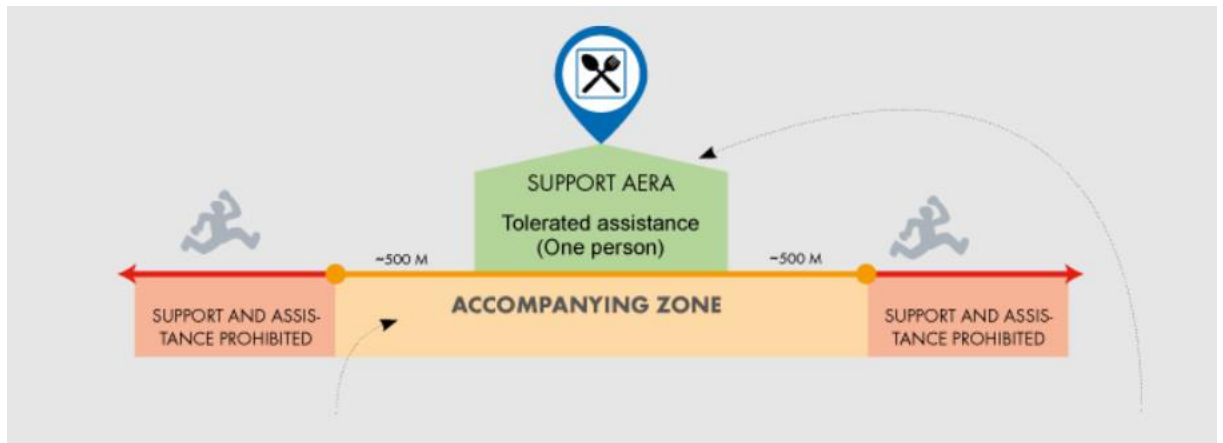 SUPPORT AERA
Tolerated assistance
(One person)
~500 M
~500 M
ACCOMPANYING ZONE
SUPPORT AND ASSIS-
TANCE PROHIBITED
SUPPORT AND ASSIS-
TANCE PROHIBITED